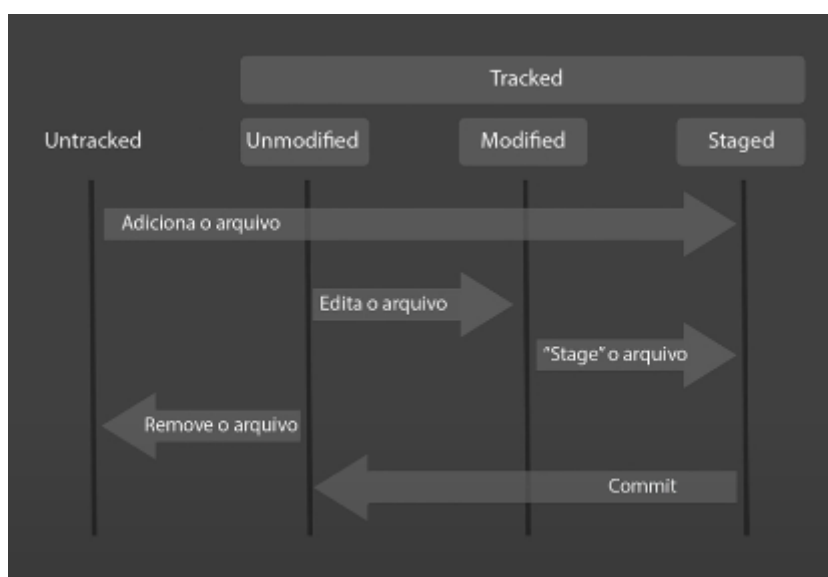 Tracked
Untracked
Unmodified
Modified
Staged
Adiciona o arquivo
Edita o arquivo
"Stage" o arquivo
Remove o arquivo
Commit